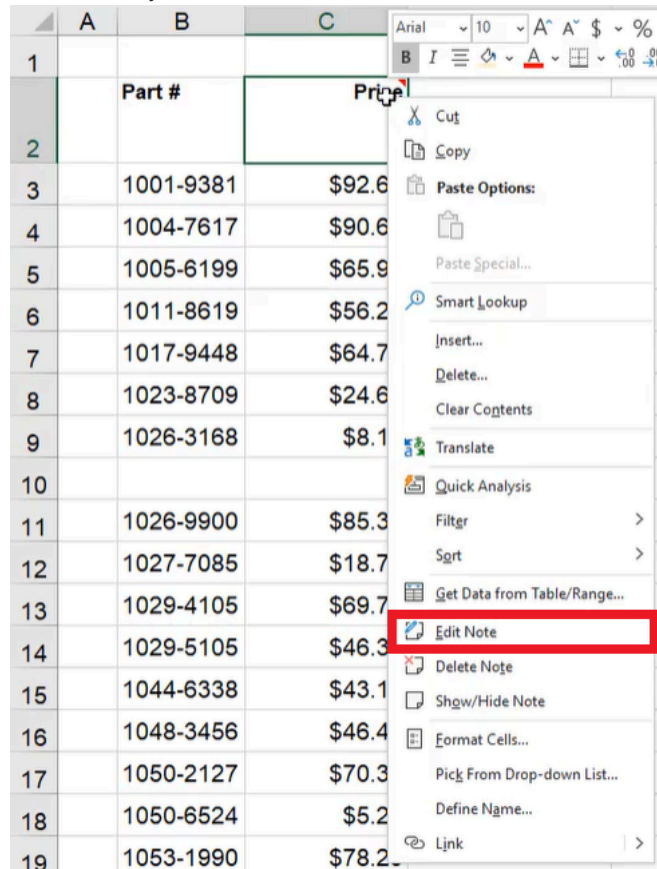 A B C
Arial 10 A^ A˅ $ %
B I A .00
1
2 Part # Price
3 1001-9381 $92.6
4 1004-7617 $90.6
5 1005-6199 $65.9
6 1011-8619 $56.2
7 1017-9448 $64.7
8 1023-8709 $24.6
9 1026-3168 $8.1
10
11 1026-9900 $85.3
12 1027-7085 $18.7
13 1029-4105 $69.7
14 1029-5105 $46.3
15 1044-6338 $43.1
16 1048-3456 $46.4
17 1050-2127 $70.3
18 1050-6524 $5.2
19 1053-1990 $78.2
Cut
Copy
Paste Options:
Paste Special...
Smart Lookup
Insert...
Delete...
Clear Contents
Translate
Quick Analysis
Filter >
Sort >
Get Data from Table/Range...
Edit Note
Delete Note
Show/Hide Note
Format Cells...
Pick From Drop-down List...
Define Name...
Link >